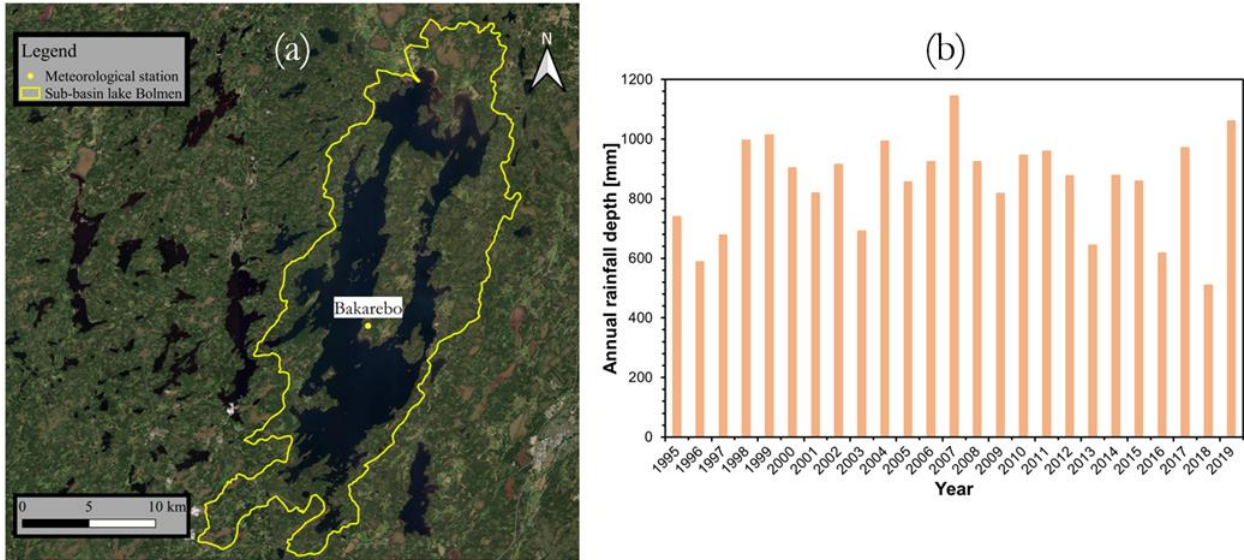 (a)
Legend
Meteorological station
Sub-basin lake Bolmen
N
Bakarebo
0 5 10 km
(b)
Annual rainfall depth [mm]
1200
1000
800
600
400
200
0
1995 1996 1997 1998 1999 2000 2001 2002 2003 2004 2005 2006 2007 2008 2009 2010 2011 2012 2013 2014 2015 2016 2017 2018 2019
Year